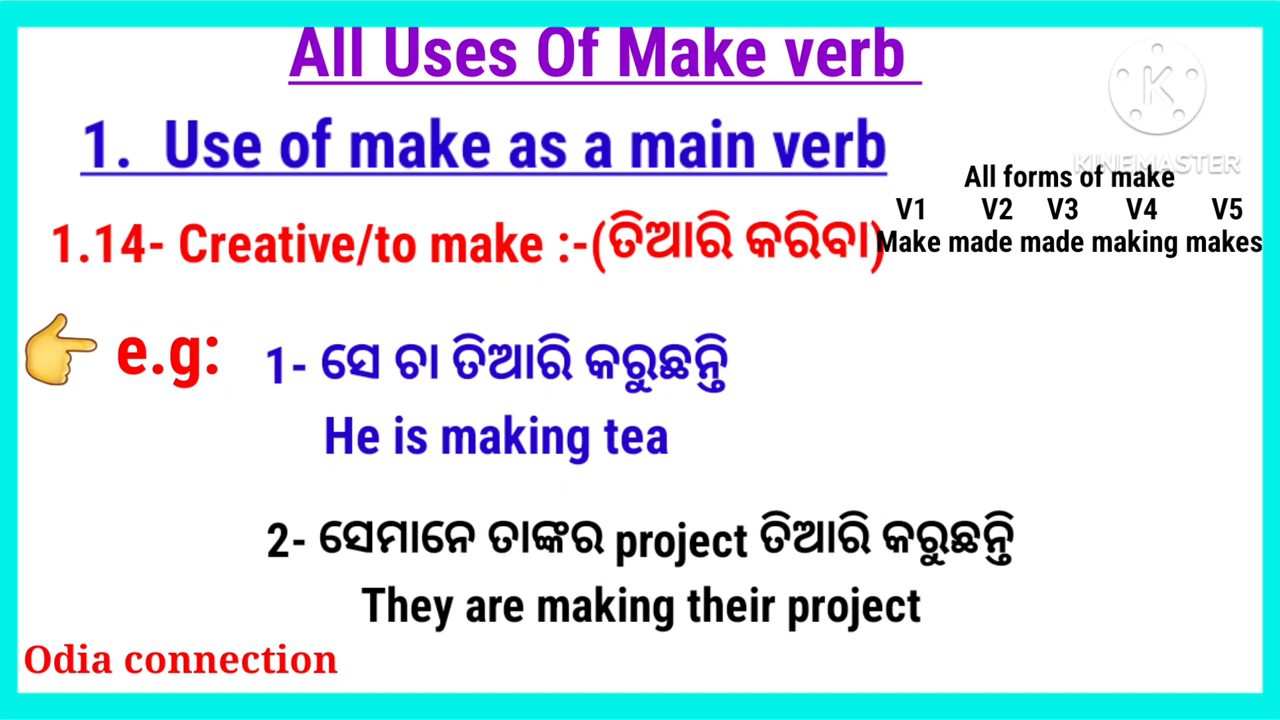 All Uses Of Make verb
1. Use of make as a main verb
KINEMASTER
All forms of make
V1 V2 V3 V4 V5
Make made made making makes
1.14- Creative/to make :-(ତିଆରି କରିବା)
e.g:
1- ସେ ଚା ତିଆରି କରୁଛନ୍ତି
He is making tea
2- ସେମାନେ ତାଙ୍କର project ତିଆରି କରୁଛନ୍ତି
They are making their project
Odia connection